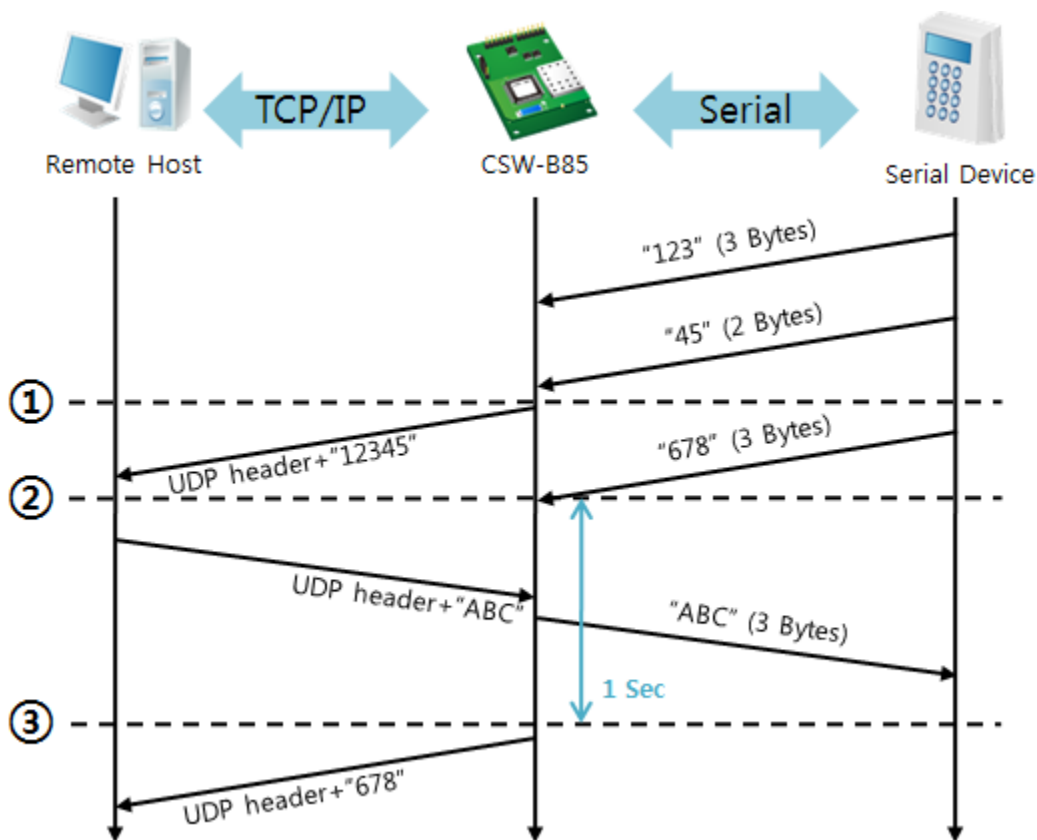 TCP/IP
Serial
Remote Host
CSW-B85
Serial Device
"123" (3 Bytes)
"45" (2 Bytes)
①
UDP header+"12345"
"678" (3 Bytes)
②
UDP header+"ABC"
"ABC" (3 Bytes)
1 Sec
③
UDP header+"678"